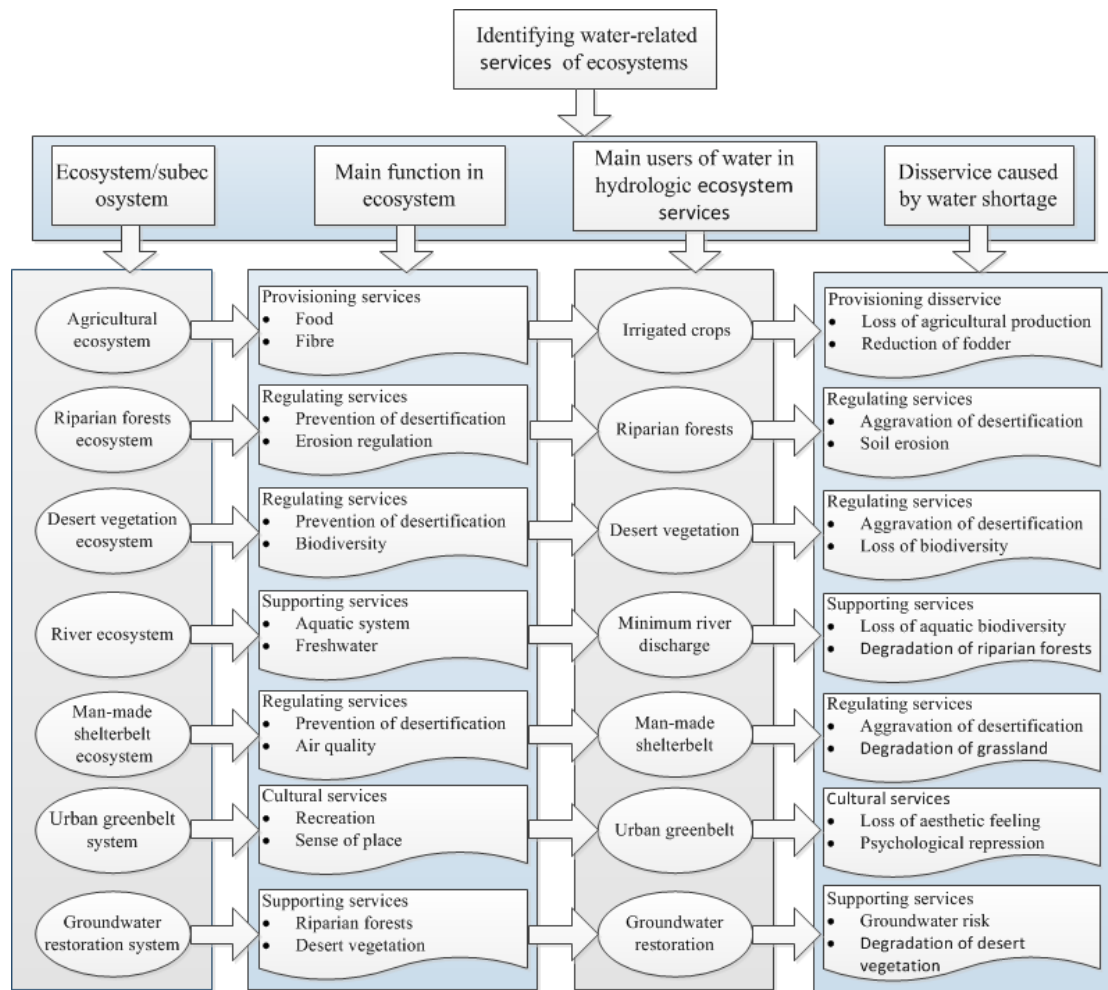 Identifying water-related
services of ecosystems
Ecosystem/subec
osystem
Main function in
ecosystem
Main users of water in
hydrologic ecosystem
services
Disservice caused
by water shortage
Agricultural
ecosystem
Provisioning services
• Food
• Fibre
Irrigated crops
Provisioning disservice
• Loss of agricultural production
• Reduction of fodder
Riparian forests
ecosystem
Regulating services
• Prevention of desertification
• Erosion regulation
Riparian forests
Regulating services
• Aggravation of desertification
• Soil erosion
Desert vegetation
ecosystem
Regulating services
• Prevention of desertification
• Biodiversity
Desert vegetation
Regulating services
• Aggravation of desertification
• Loss of biodiversity
River ecosystem
Supporting services
• Aquatic system
• Freshwater
Minimum river
discharge
Supporting services
• Loss of aquatic biodiversity
• Degradation of riparian forests
Man-made
shelterbelt
ecosystem
Regulating services
• Prevention of desertification
• Air quality
Man-made
shelterbelt
Regulating services
• Aggravation of desertification
• Degradation of grassland
Urban greenbelt
system
Cultural services
• Recreation
• Sense of place
Urban greenbelt
Cultural services
• Loss of aesthetic feeling
• Psychological repression
Groundwater
restoration system
Supporting services
• Riparian forests
• Desert vegetation
Groundwater
restoration
Supporting services
• Groundwater risk
• Degradation of desert
vegetation